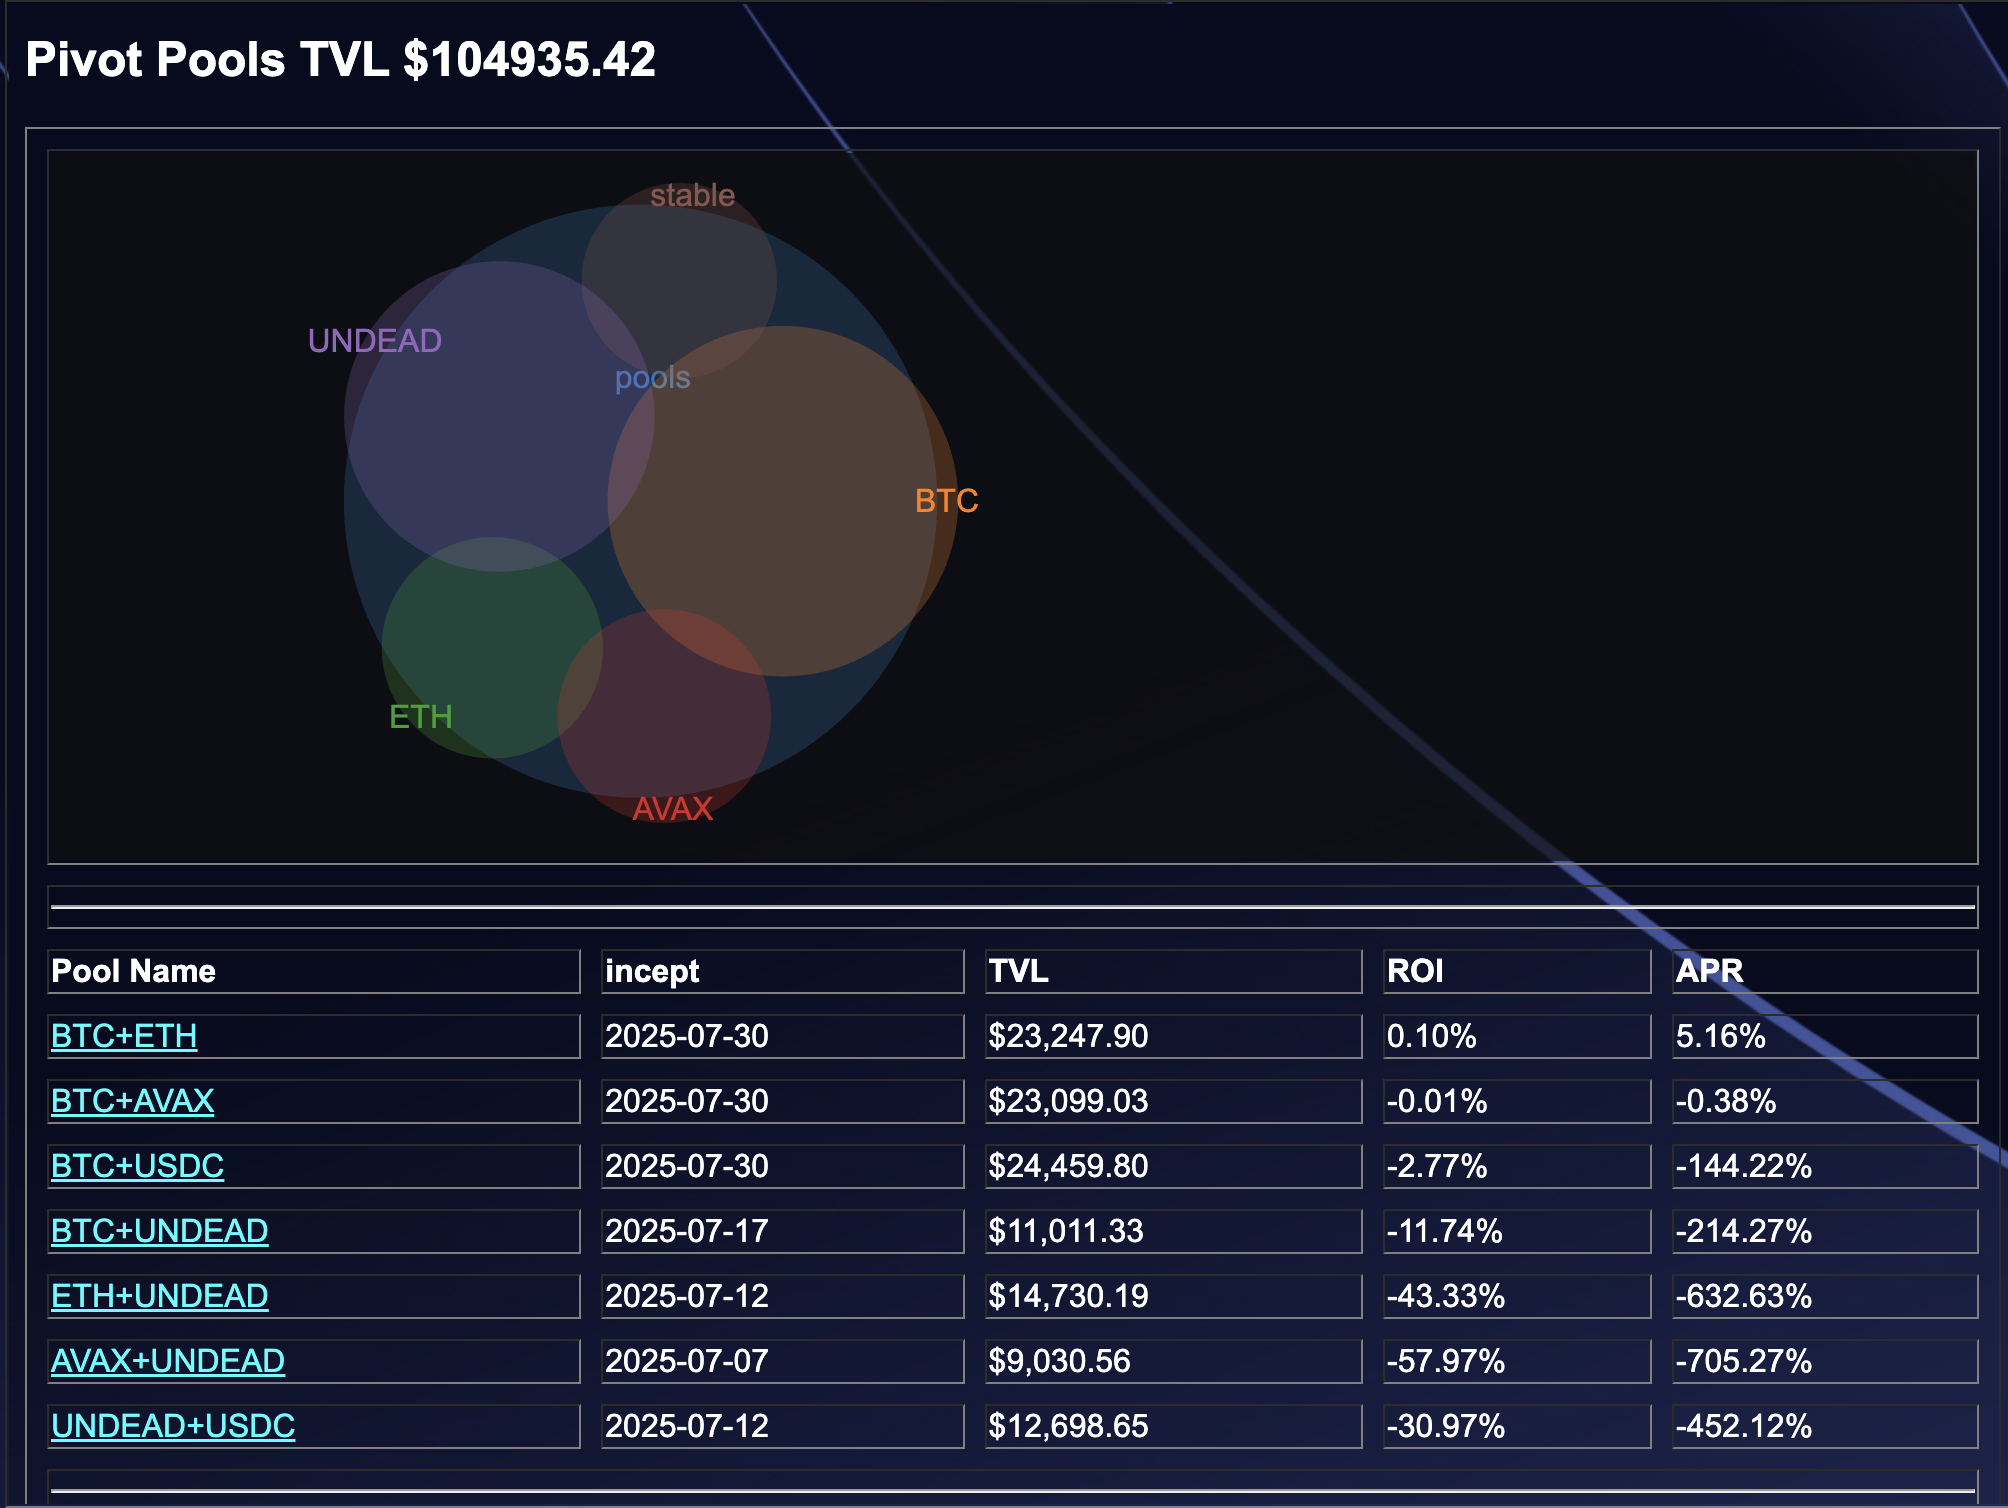 Pivot Pools TVL $104935.42
stable
UNDEAD
pools
BTC
ETH
AVAX
Pool Name incept TVL ROI APR
BTC+ETH 2025-07-30 $23,247.90 0.10% 5.16%
BTC+AVAX 2025-07-30 $23,099.03 -0.01% -0.38%
BTC+USDC 2025-07-30 $24,459.80 -2.77% -144.22%
BTC+UNDEAD 2025-07-17 $11,011.33 -11.74% -214.27%
ETH+UNDEAD 2025-07-12 $14,730.19 -43.33% -632.63%
AVAX+UNDEAD 2025-07-07 $9,030.56 -57.97% -705.27%
UNDEAD+USDC 2025-07-12 $12,698.65 -30.97% -452.12%